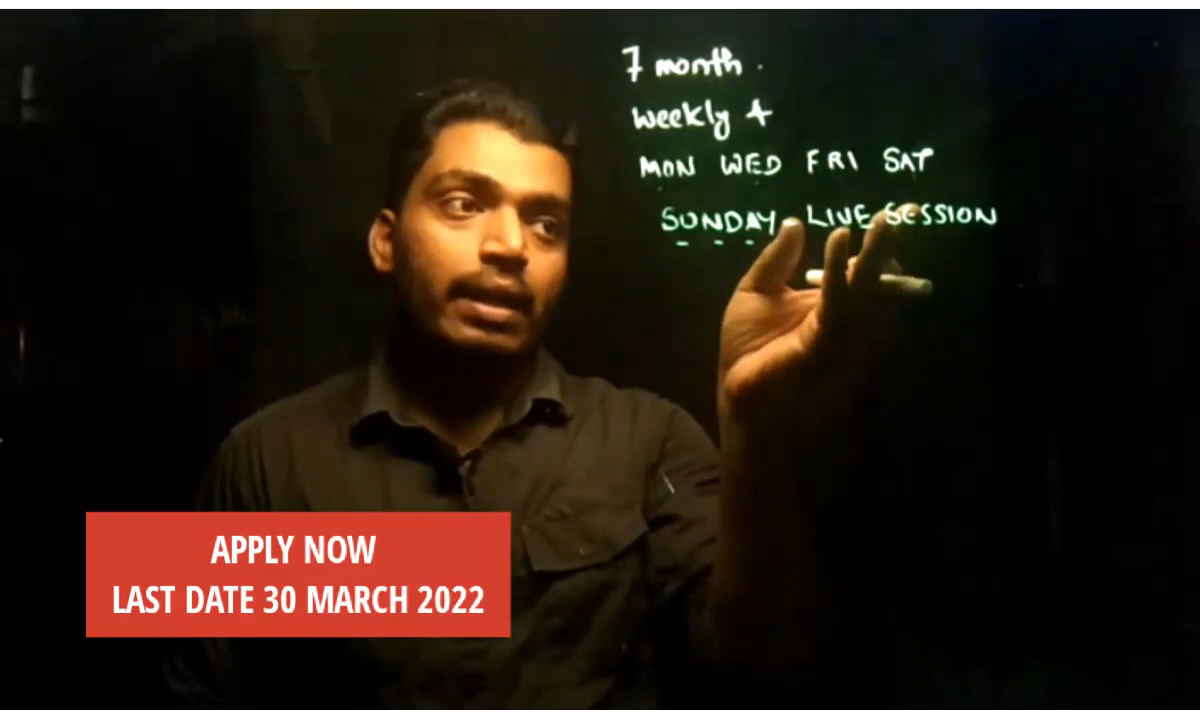 7 month
weekly 4
MON WED FRI SAT
SUNDAY LIVE SESSION
APPLY NOW
LAST DATE 30 MARCH 2022